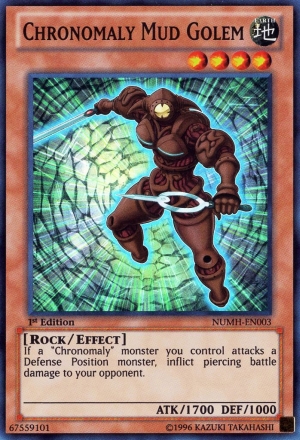 CHRONOMALY MUD GOLEM
EARTH
地
1st Edition
NUMH-EN003
[ROCK/EFFECT]
If a "Chronomaly" monster you control attacks a
Defense Position monster, inflict piercing battle
damage to your opponent.
ATK/1700 DEF/1000
67559101
©1996 KAZUKI TAKAHASHI